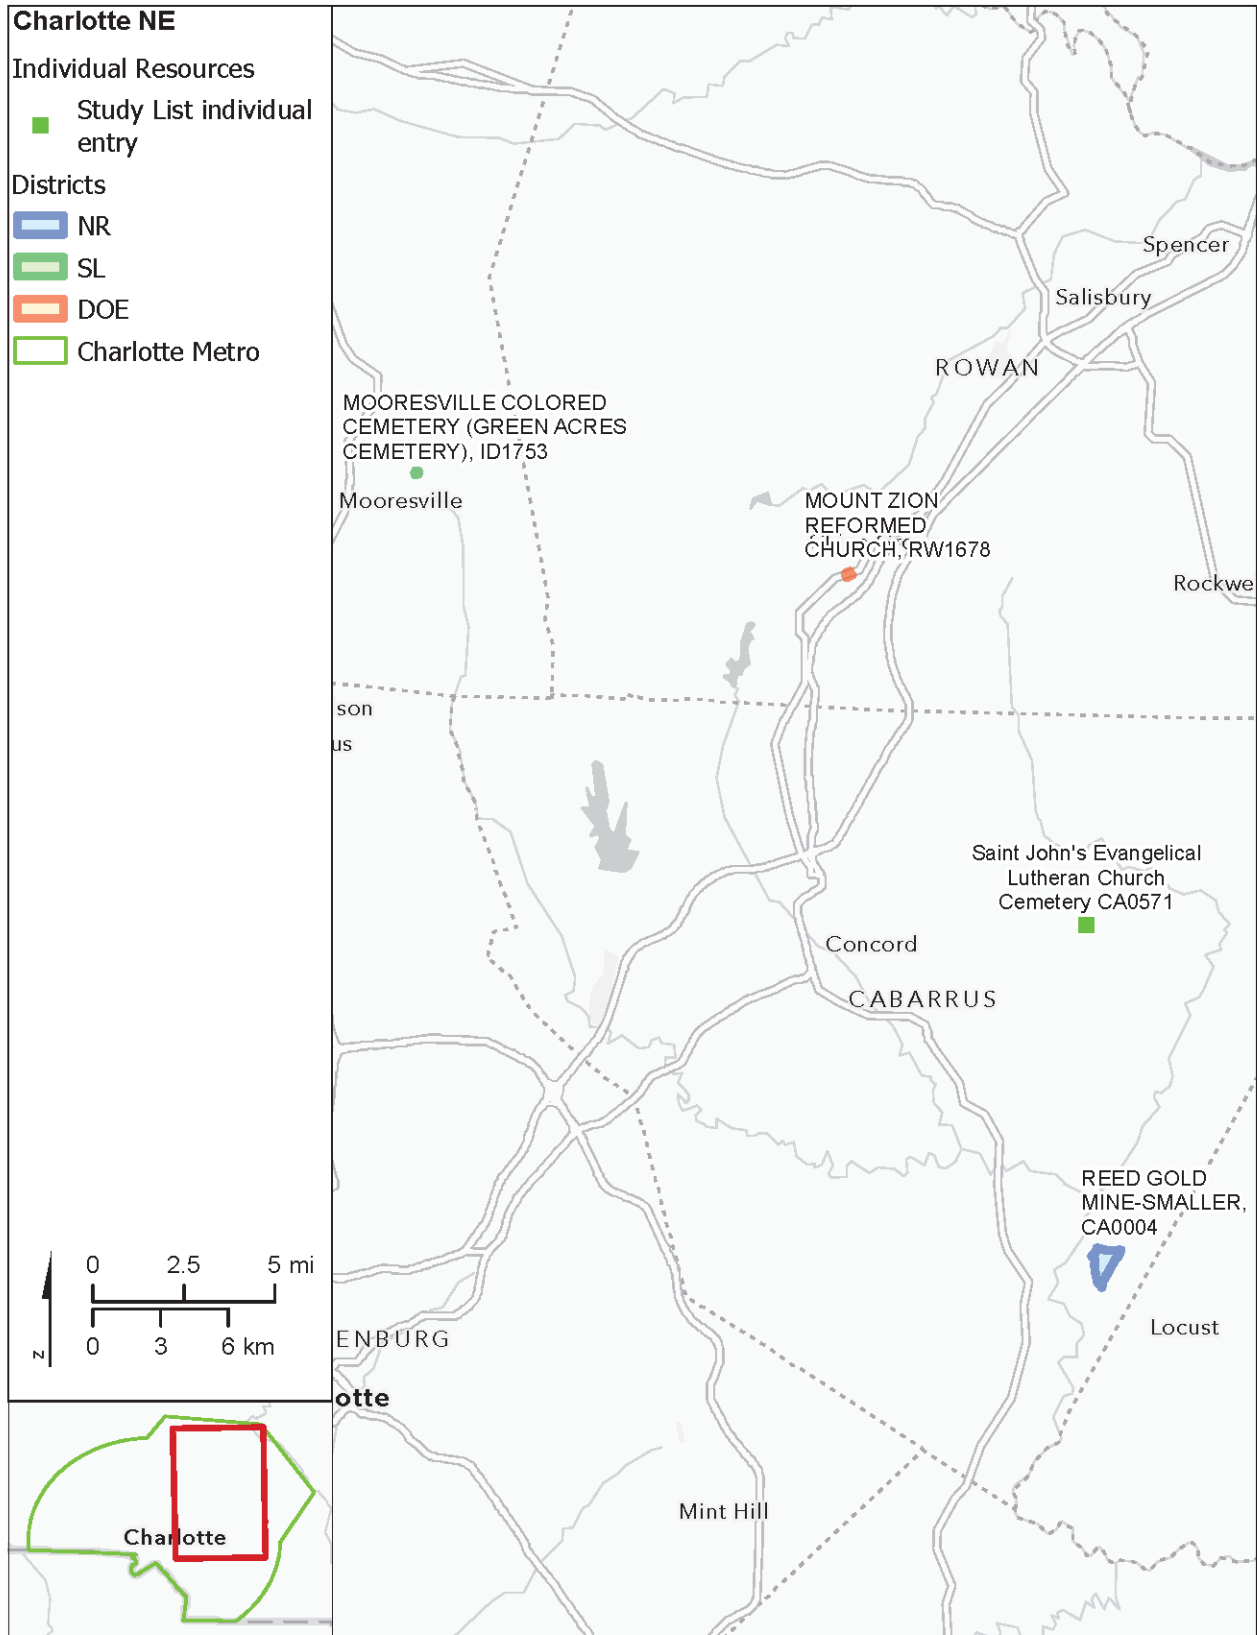 Charlotte NE
Individual Resources
Study List individual
entry
Districts
NR
SL
DOE
Charlotte Metro
Spencer
Salisbury
ROWAN
MOORESVILLE COLORED
CEMETERY (GREEN ACRES
CEMETERY), ID1753
Mooresville
MOUNT ZION
REFORMED
CHURCH, RW1678
Rockwe
son
us
Saint John's Evangelical
Lutheran Church
Cemetery CA0571
Concord
CABARRUS
REED GOLD
MINE-SMALLER,
CA0004
Locust
ENBURG
otte
Mint Hill
0 2.5 5 mi
0 3 6 km
N
Charlotte